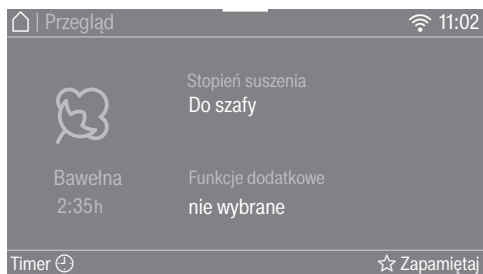 | Przegląd 11:02
Stopień suszenia
Do szafy
Bawełna
2:35h
Funkcje dodatkowe
nie wybrane
Timer Zapamiętaj